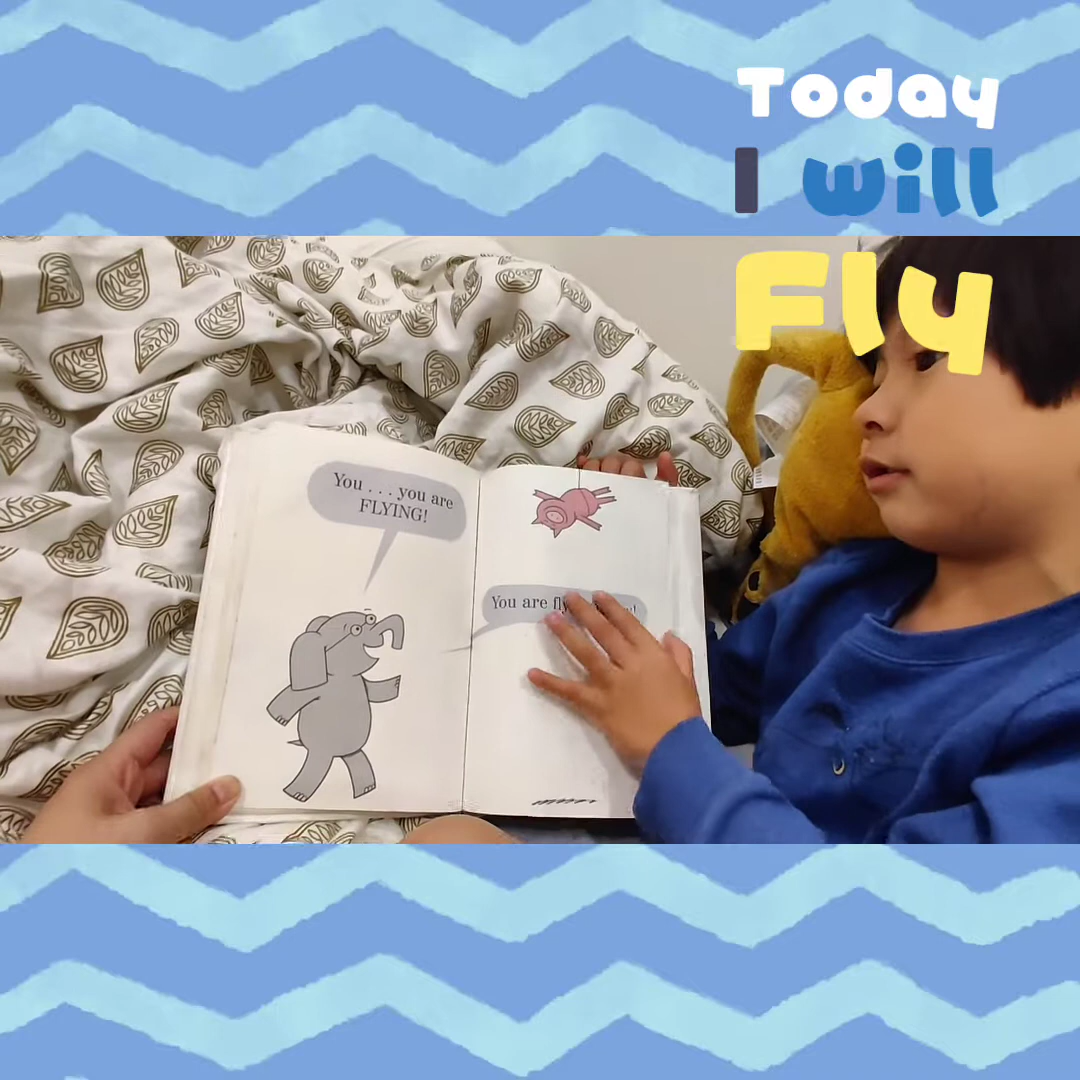 Today
I will
Fly
You . . . you are
FLYING!
You are